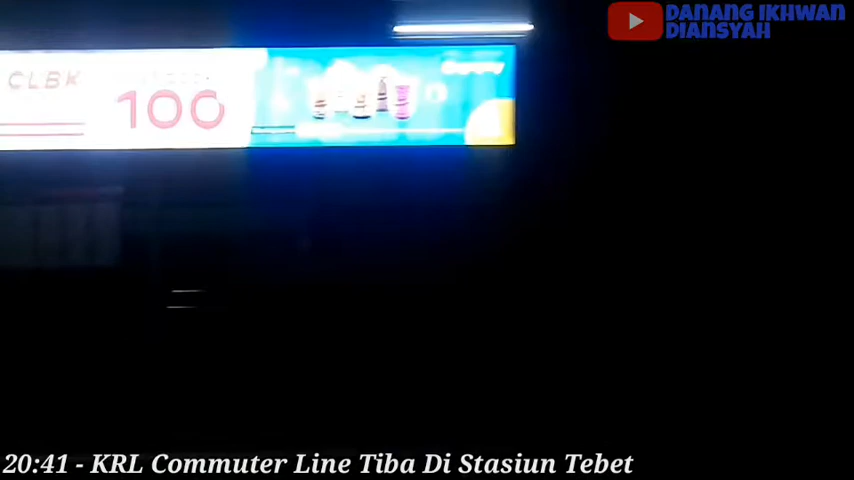 DANANG IKHWAN
DIANSYAH
CLBK
100
20:41 - KRL Commuter Line Tiba Di Stasiun Tebet